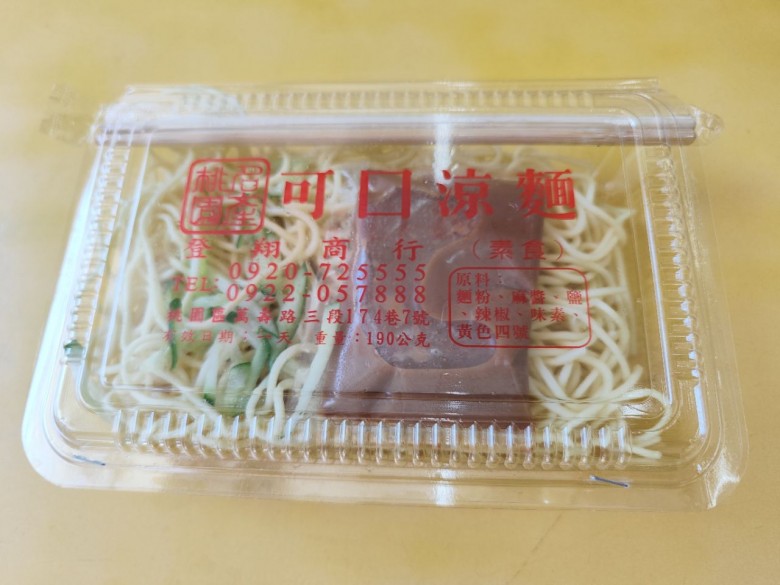 桃園名產
可口涼麵
登翔商行（素食）
TEL:0920-725555
0922-057888
桃園區萬壽路三段174巷7號
有效日期：一天 重量：190公克
原料：
麵粉、麻醬、鹽
、辣椒、味素、
黃色四號